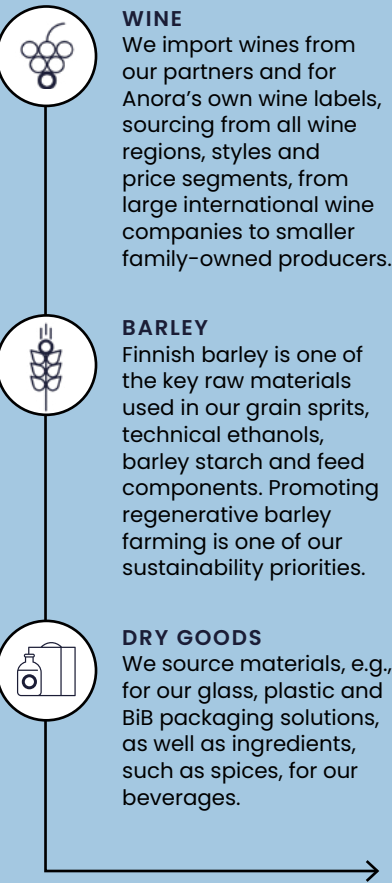 WINE
We import wines from
our partners and for
Anora's own wine labels,
sourcing from all wine
regions, styles and
price segments, from
large international wine
companies to smaller
family-owned producers.
BARLEY
Finnish barley is one of
the key raw materials
used in our grain sprits,
technical ethanols,
barley starch and feed
components. Promoting
regenerative barley
farming is one of our
sustainability priorities.
DRY GOODS
We source materials, e.g.,
for our glass, plastic and
BiB packaging solutions,
as well as ingredients,
such as spices, for our
beverages.